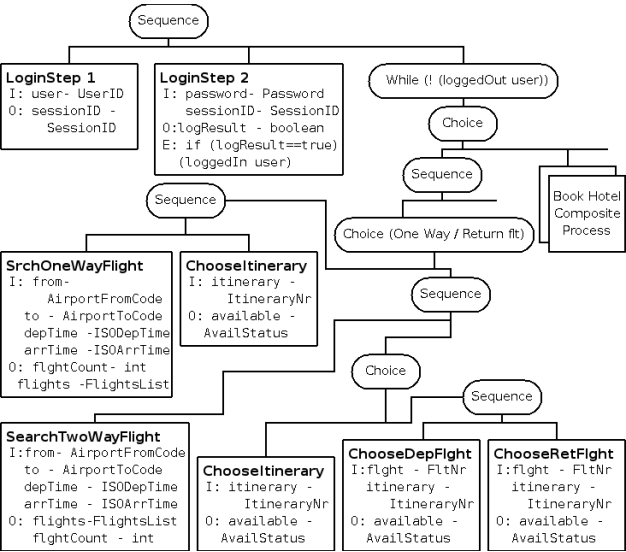 Sequence
LoginStep 1
I: user- UserID
O: sessionID -
SessionID
LoginStep 2
I: password- Password
sessionID- SessionID
O:logResult - boolean
E: if (logResult==true)
(loggedIn user)
While (! (loggedOut user))
Choice
Sequence
Book Hotel
Composite
Process
Sequence
Choice (One Way / Return flt)
SrchOneWayFlight
I: from-
AirportFromCode
to - AirportToCode
depTime -ISODepTime
arrTime -ISOArrTime
O: flghtCount- int
flights -FlightsList
ChooseItinerary
I: itinerary -
ItineraryNr
O: available -
AvailStatus
Sequence
Choice
Sequence
SearchTwoWayFlight
I:from- AirportFromCode
to - AirportToCode
depTime - ISODepTime
arrTime - ISOArrTime
O: flights-FlightsList
flghtCount - int
ChooseItinerary
I: itinerary -
ItineraryNr
O: available -
AvailStatus
ChooseDepFlght
I:flght - FltNr
itinerary -
ItineraryNr
O: available -
AvailStatus
ChooseRetFlght
I:flght - FltNr
itinerary -
ItineraryNr
O: available -
AvailStatus